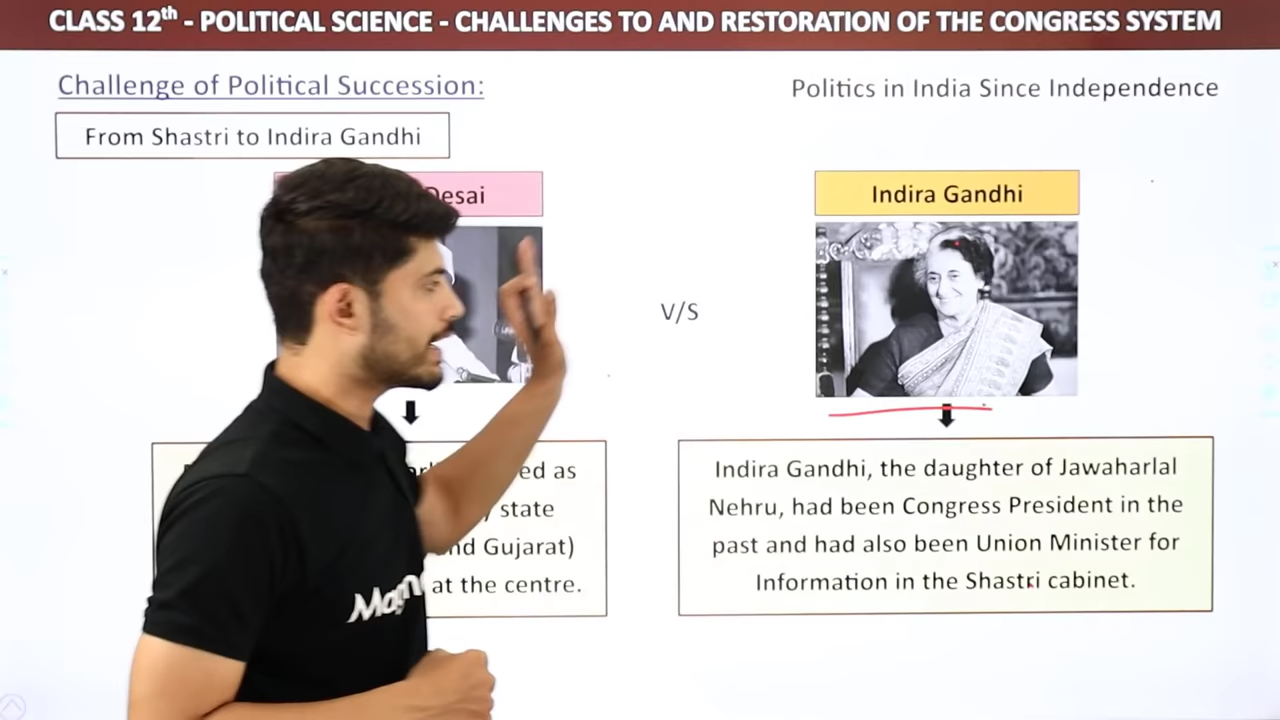 CLASS 12th - POLITICAL SCIENCE - CHALLENGES TO AND RESTORATION OF THE CONGRESS SYSTEM
Challenge of Political Succession:
Politics in India Since Independence
From Shastri to Indira Gandhi
Desai
Indira Gandhi
V/S
ed as
state
and Gujarat)
at the centre.
Indira Gandhi, the daughter of Jawaharlal
Nehru, had been Congress President in the
past and had also been Union Minister for
Information in the Shastri cabinet.